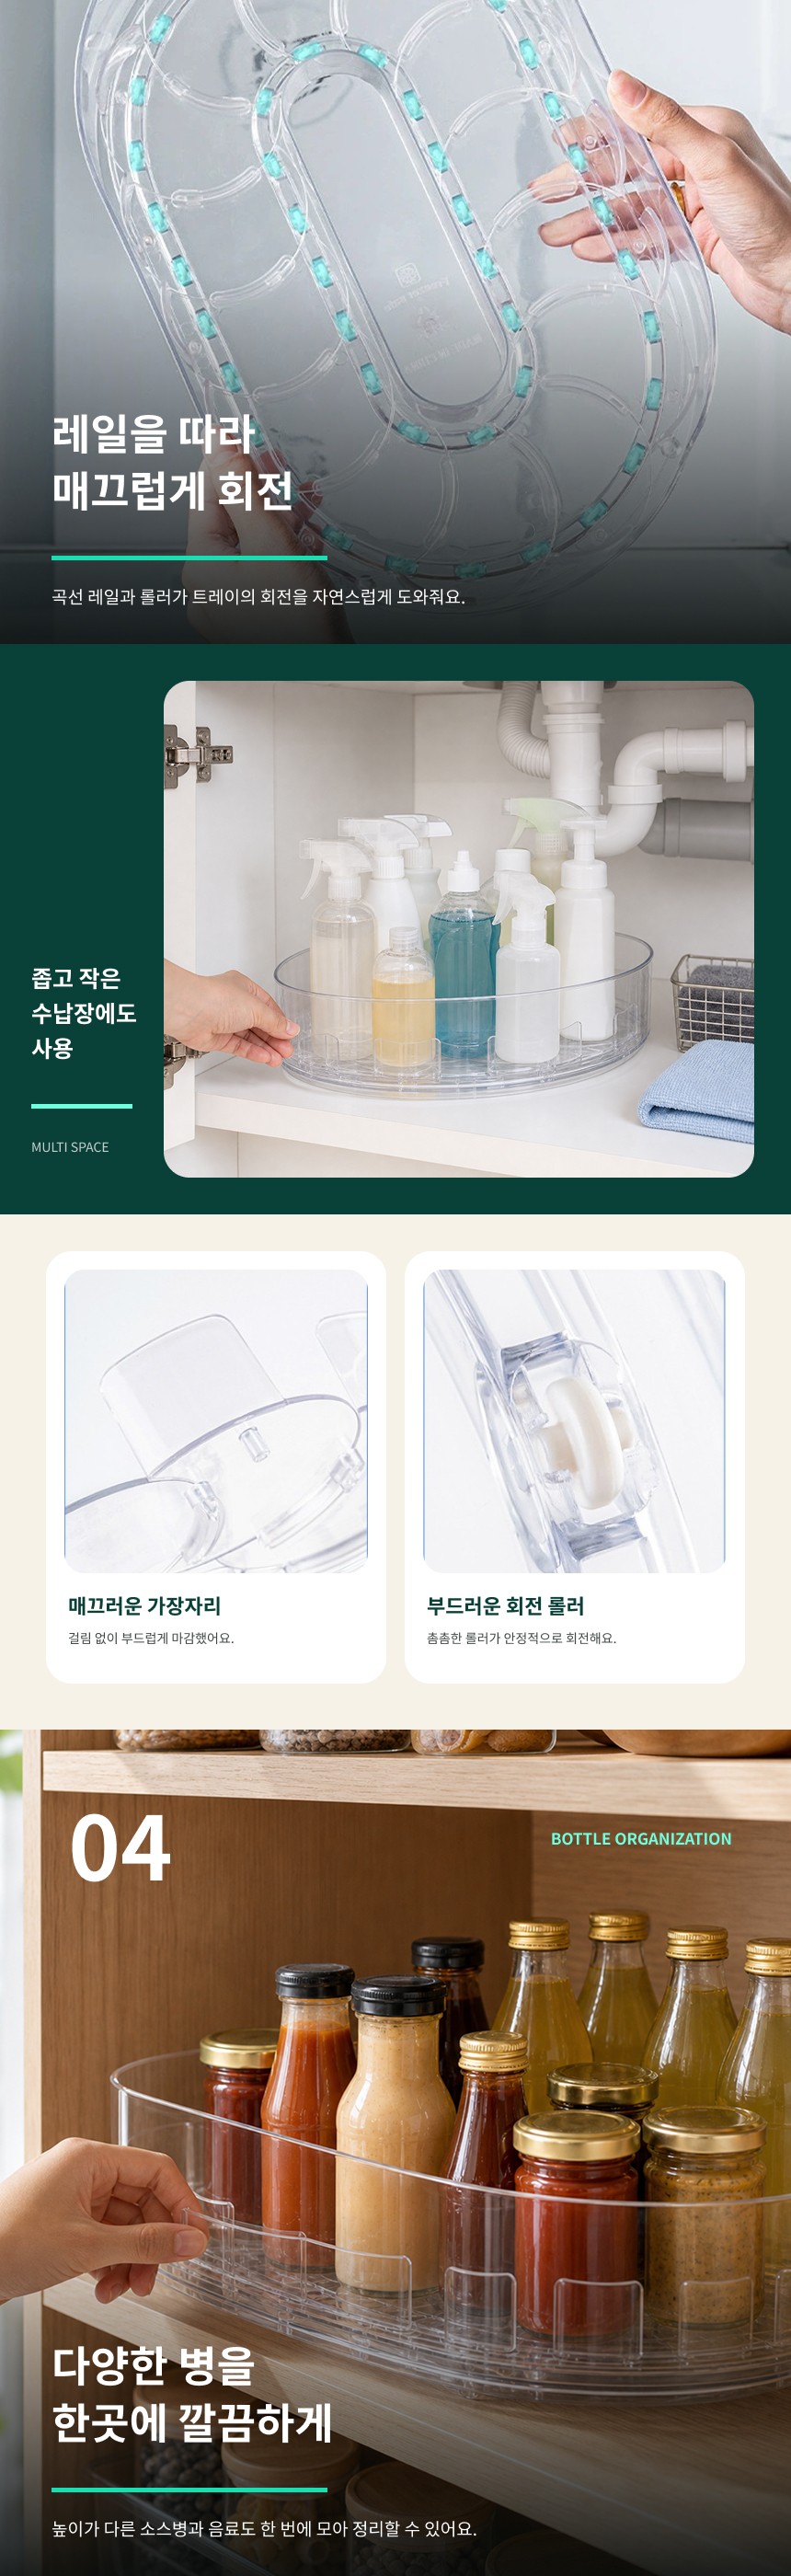 레일을 따라
매끄럽게 회전
곡선 레일과 롤러가 트레이의 회전을 자연스럽게 도와줘요.
좁고 작은
수납장에도
사용
MULTI SPACE
매끄러운 가장자리
걸림 없이 부드럽게 마감했어요.
부드러운 회전 롤러
촘촘한 롤러가 안정적으로 회전해요.
04
BOTTLE ORGANIZATION
다양한 병을
한곳에 깔끔하게
높이가 다른 소스병과 음료도 한 번에 모아 정리할 수 있어요.